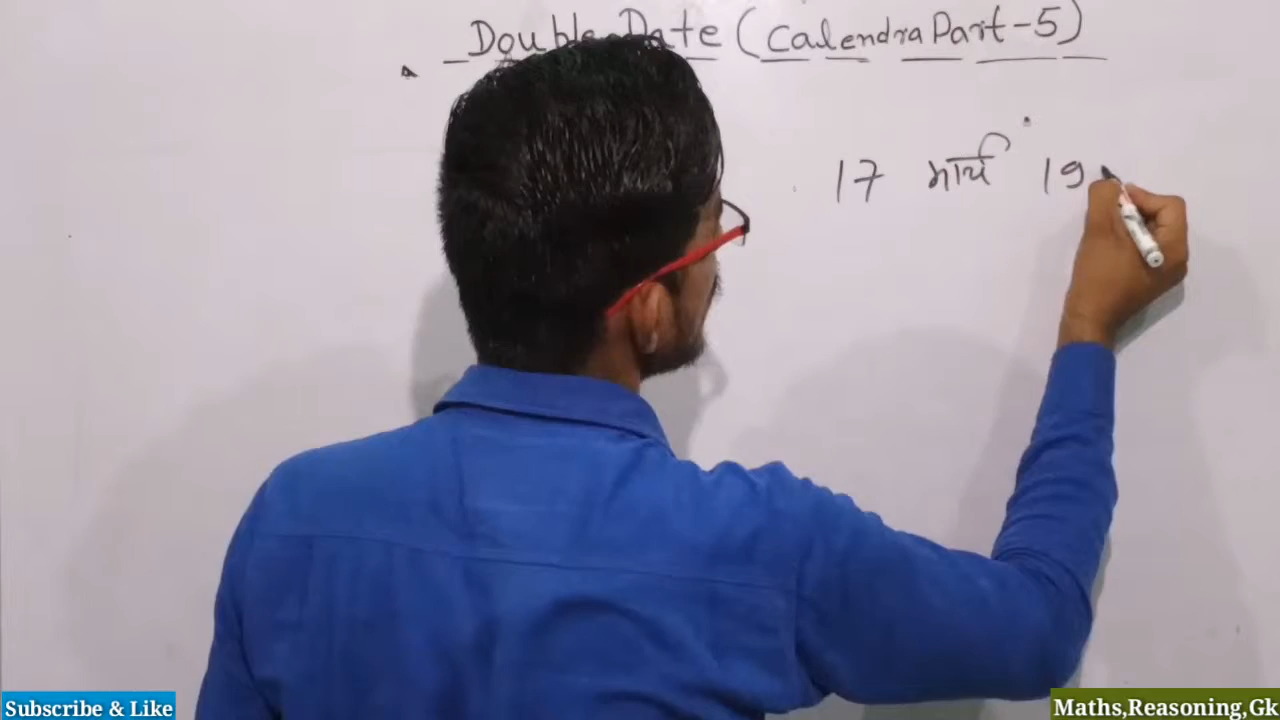 Double Date (Calendra Part-5)
17 मार्च 19
Subscribe & Like
Maths,Reasoning,Gk